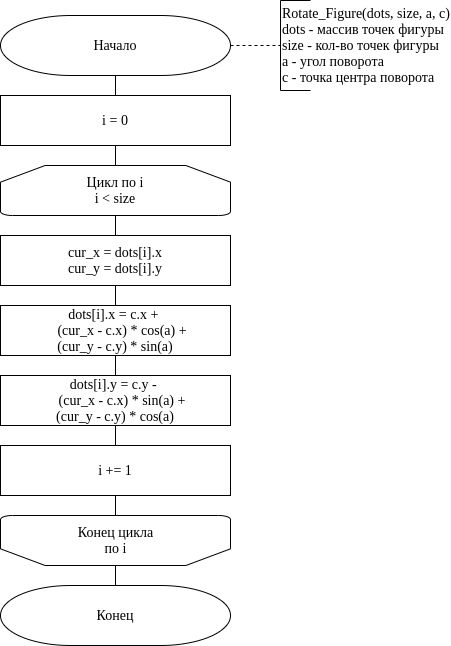 Начало
Rotate_Figure(dots, size, a, c)
dots - массив точек фигуры
size - кол-во точек фигуры
a - угол поворота
c - точка центра поворота
i = 0
Цикл по i
i < size
cur_x = dots[i].x
cur_y = dots[i].y
dots[i].x = c.x +
(cur_x - c.x) * cos(a) +
(cur_y - c.y) * sin(a)
dots[i].y = c.y -
(cur_x - c.x) * sin(a) +
(cur_y - c.y) * cos(a)
i += 1
Конец цикла
по i
Конец